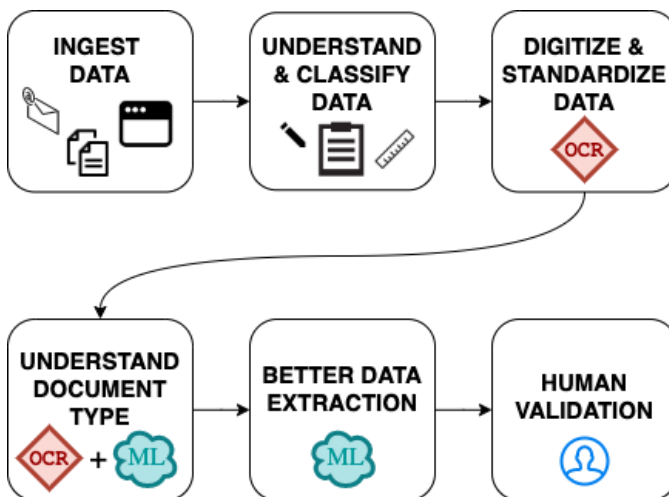 INGEST
DATA
@
UNDERSTAND
& CLASSIFY
DATA
DIGITIZE &
STANDARDIZE
DATA
OCR
UNDERSTAND
DOCUMENT
TYPE
OCR + ML
BETTER DATA
EXTRACTION
ML
HUMAN
VALIDATION